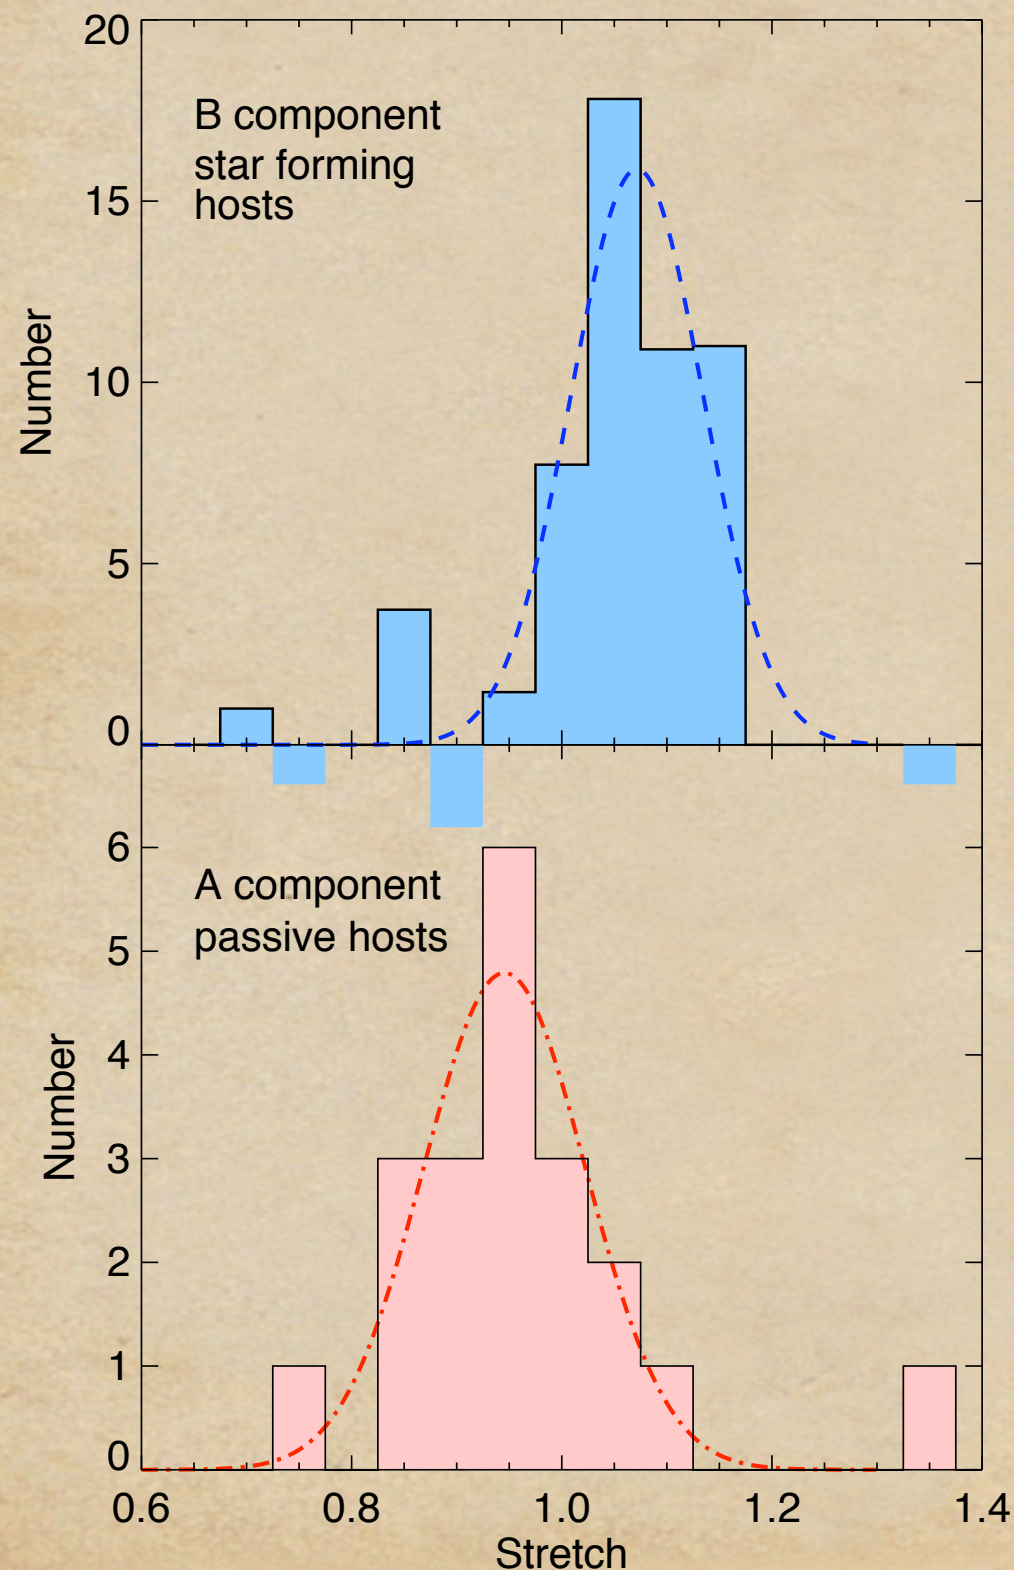 20
15
10
5
0
Number
B component
star forming
hosts
6
5
4
3
2
1
0
Number
A component
passive hosts
0.6 0.8 1.0 1.2 1.4
Stretch